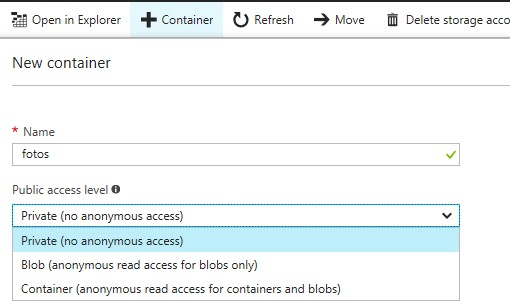 Open in Explorer Container Refresh Move Delete storage acco
New container
* Name
fotos
Public access level
Private (no anonymous access)
Private (no anonymous access)
Blob (anonymous read access for blobs only)
Container (anonymous read access for containers and blobs)